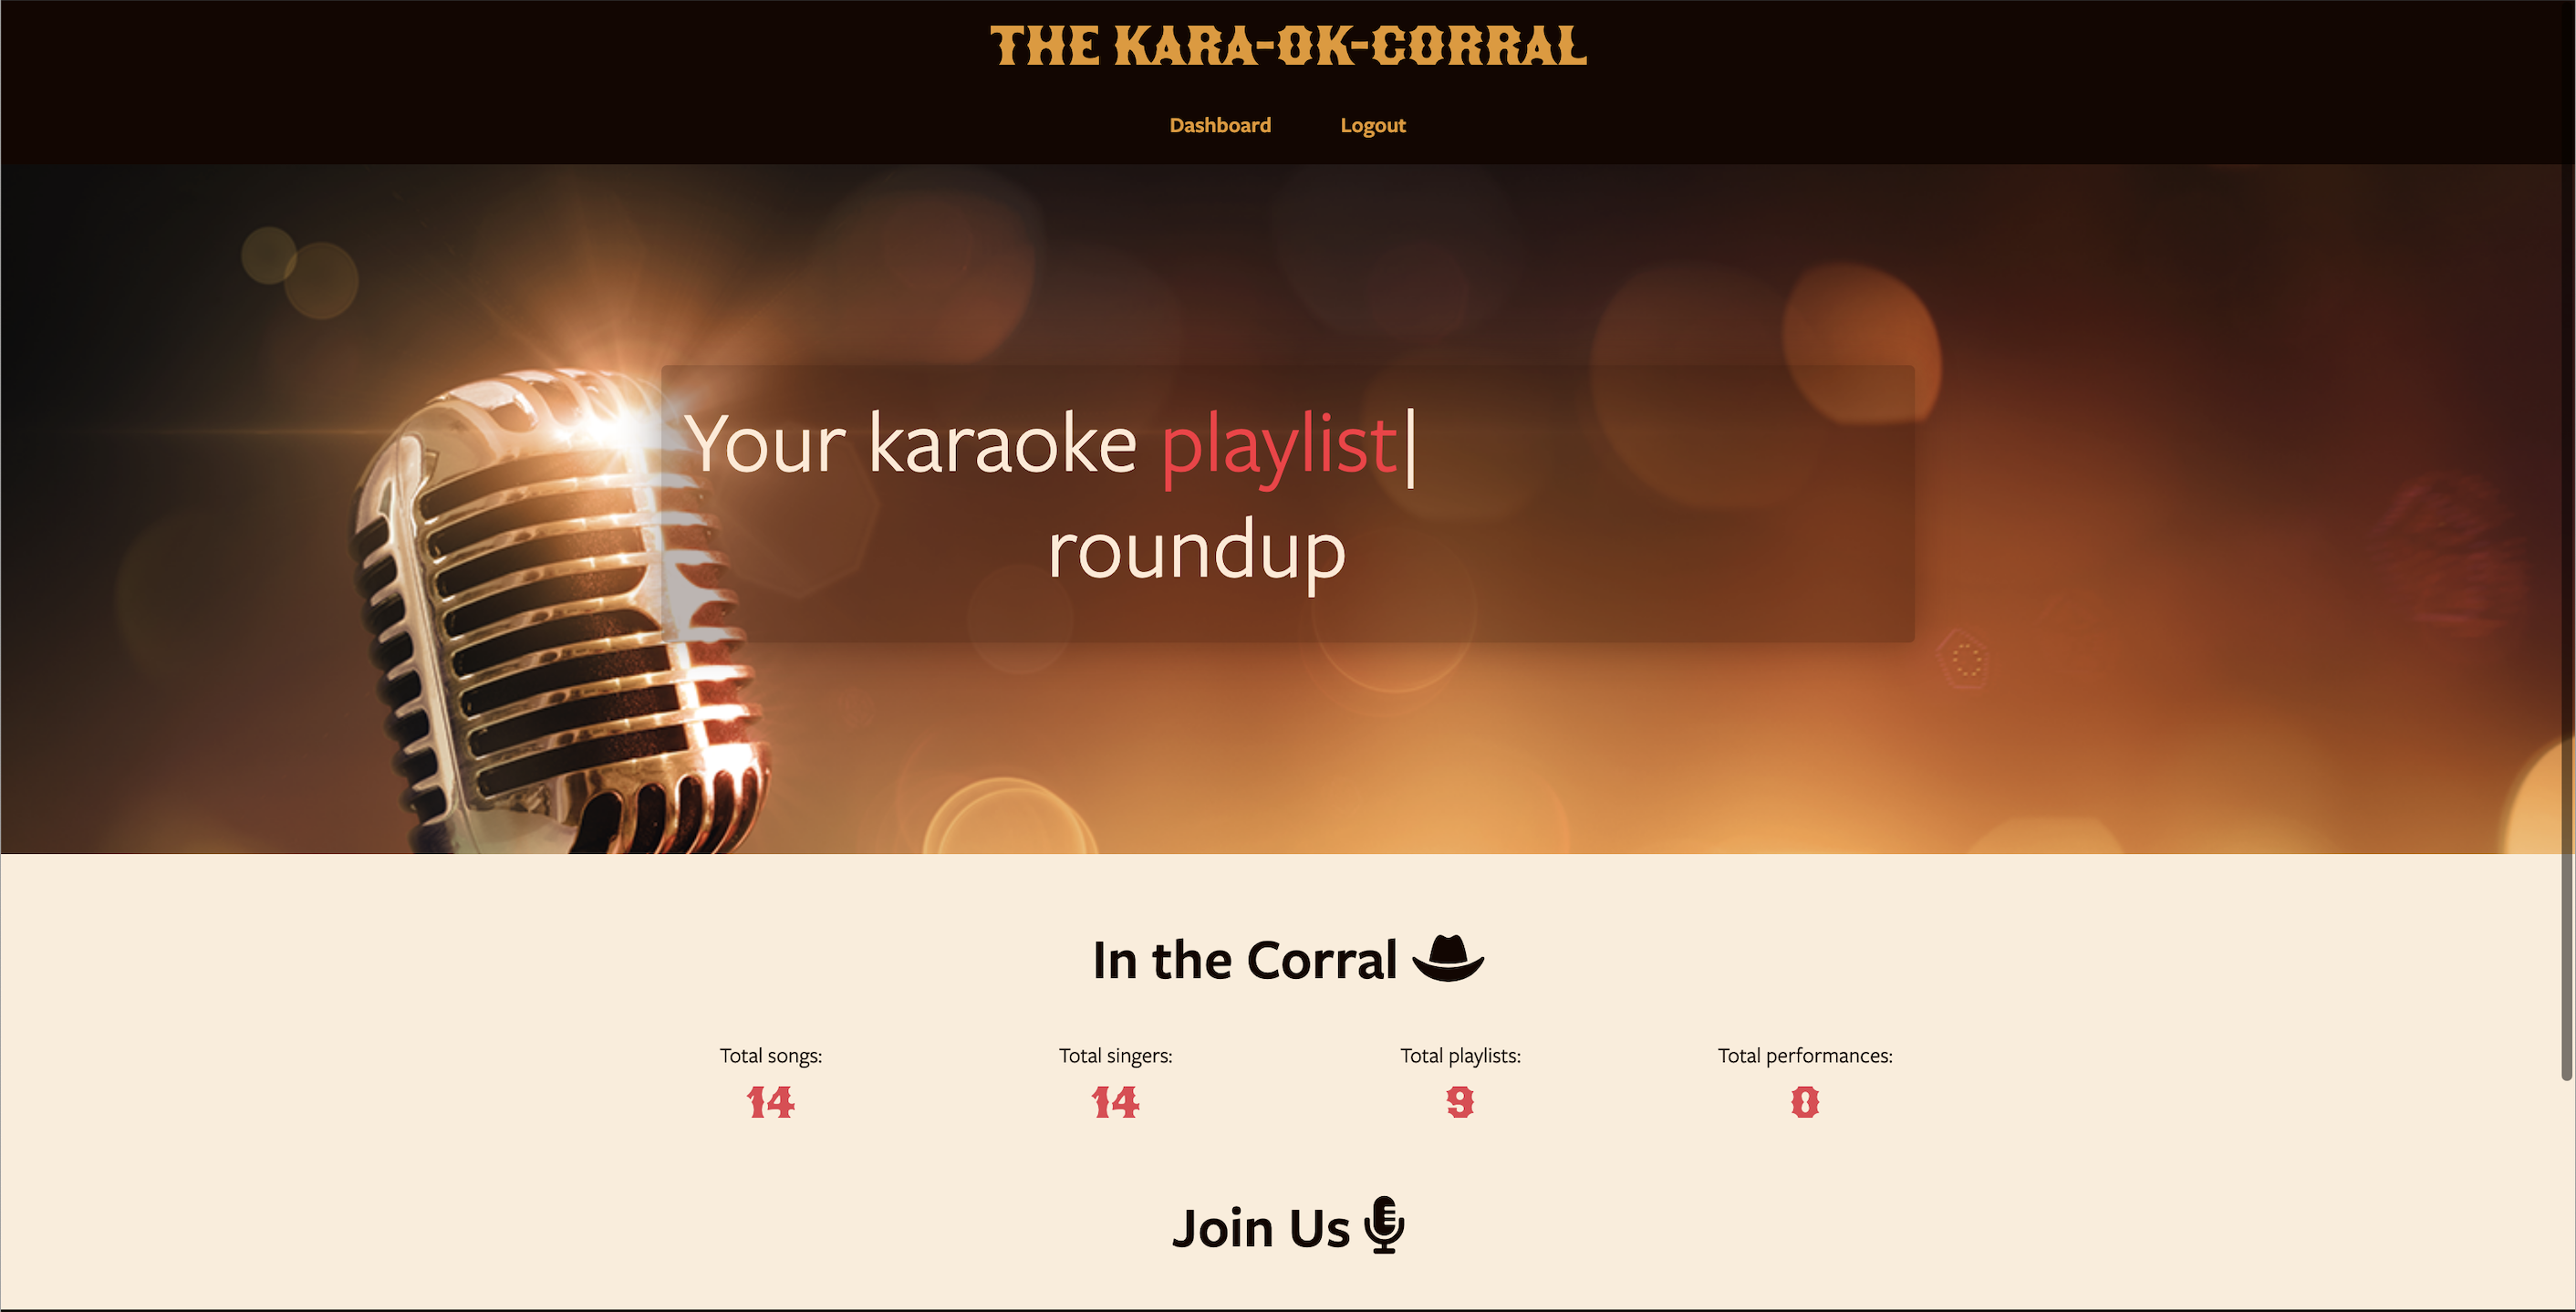 THE KARA-OK-CORRAL
Dashboard Logout
Your karaoke playlist|
roundup
In the Corral
Total songs: Total singers: Total playlists: Total performances:
14 14 9 0
Join Us